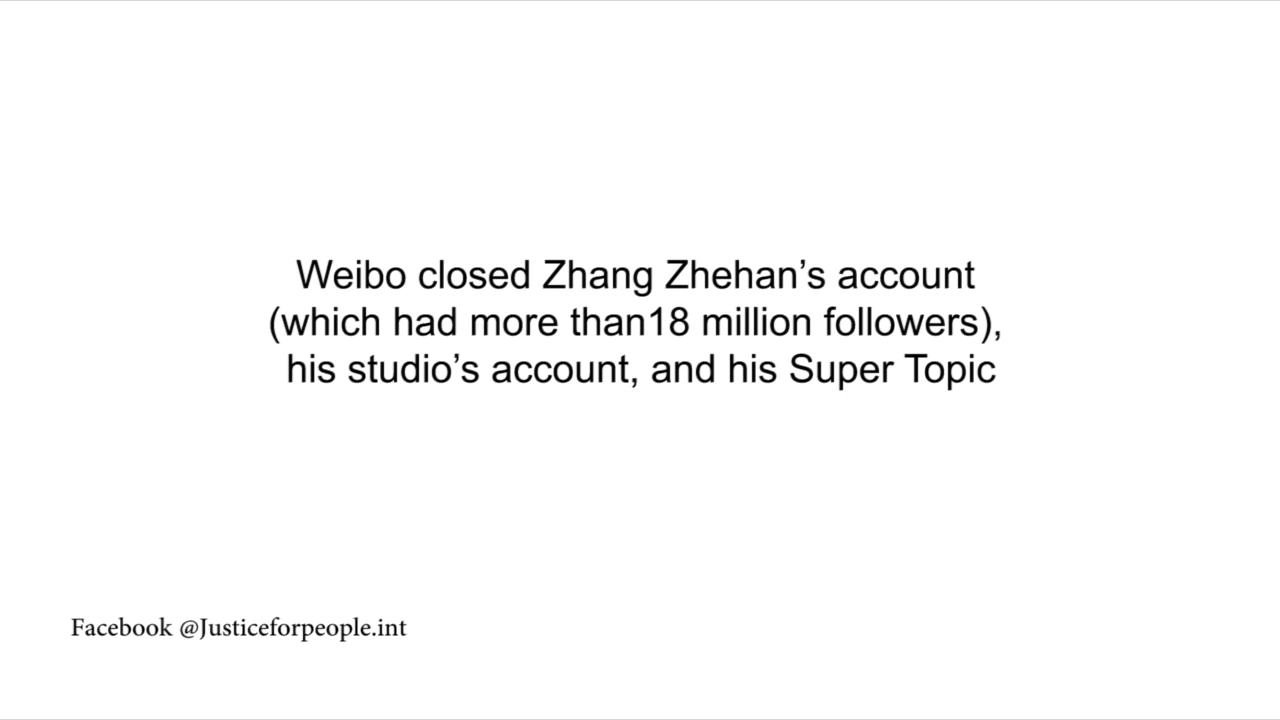 Weibo closed Zhang Zhehan’s account
(which had more than18 million followers),
his studio’s account, and his Super Topic
Facebook @Justiceforpeople.int